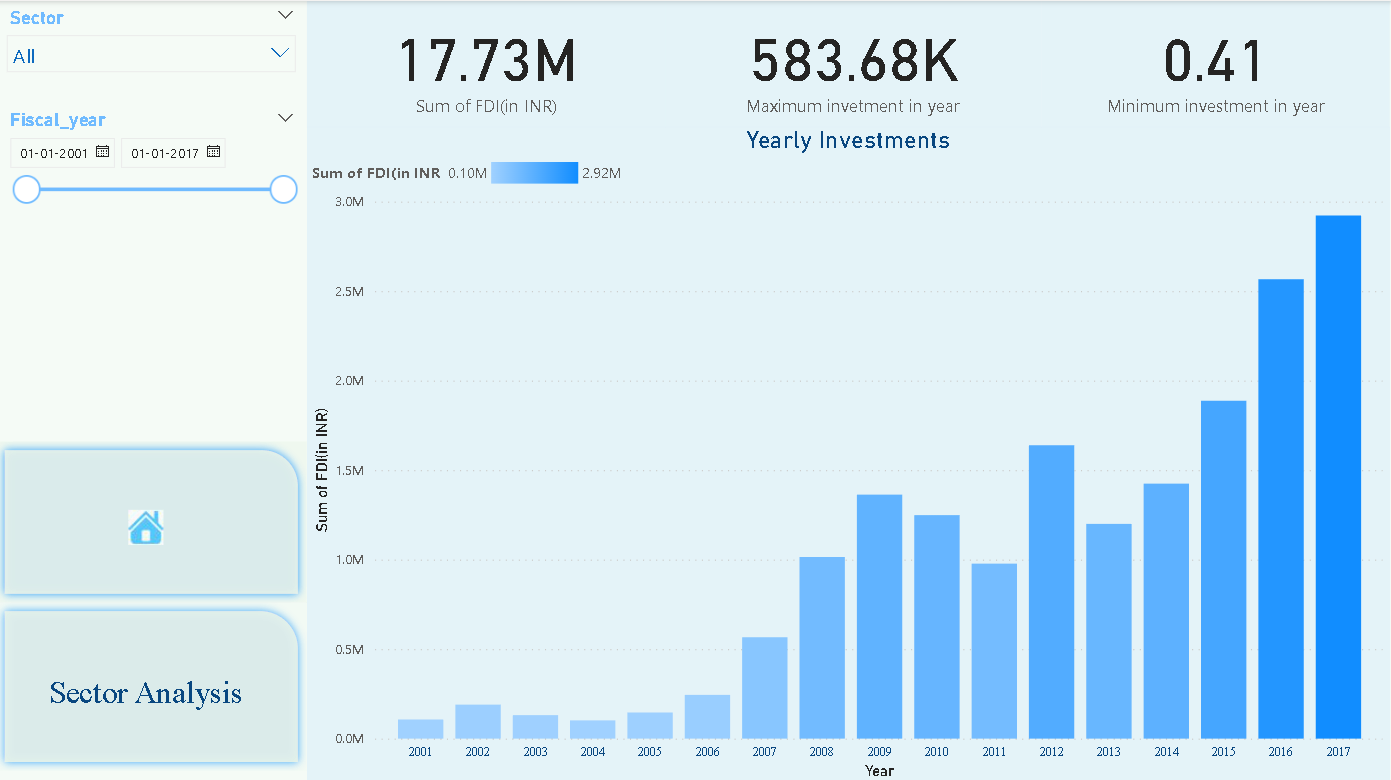 Sector
All
Fiscal_year
01-01-2001 01-01-2017
Sector Analysis
17.73M
Sum of FDI(in INR)
583.68K
Maximum invetment in year
0.41
Minimum investment in year
Yearly Investments
Sum of FDI(in INR 0.10M 2.92M
Sum of FDI(in INR)
3.0M
2.5M
2.0M
1.5M
1.0M
0.5M
0.0M
2001 2002 2003 2004 2005 2006 2007 2008 2009 2010 2011 2012 2013 2014 2015 2016 2017
Year